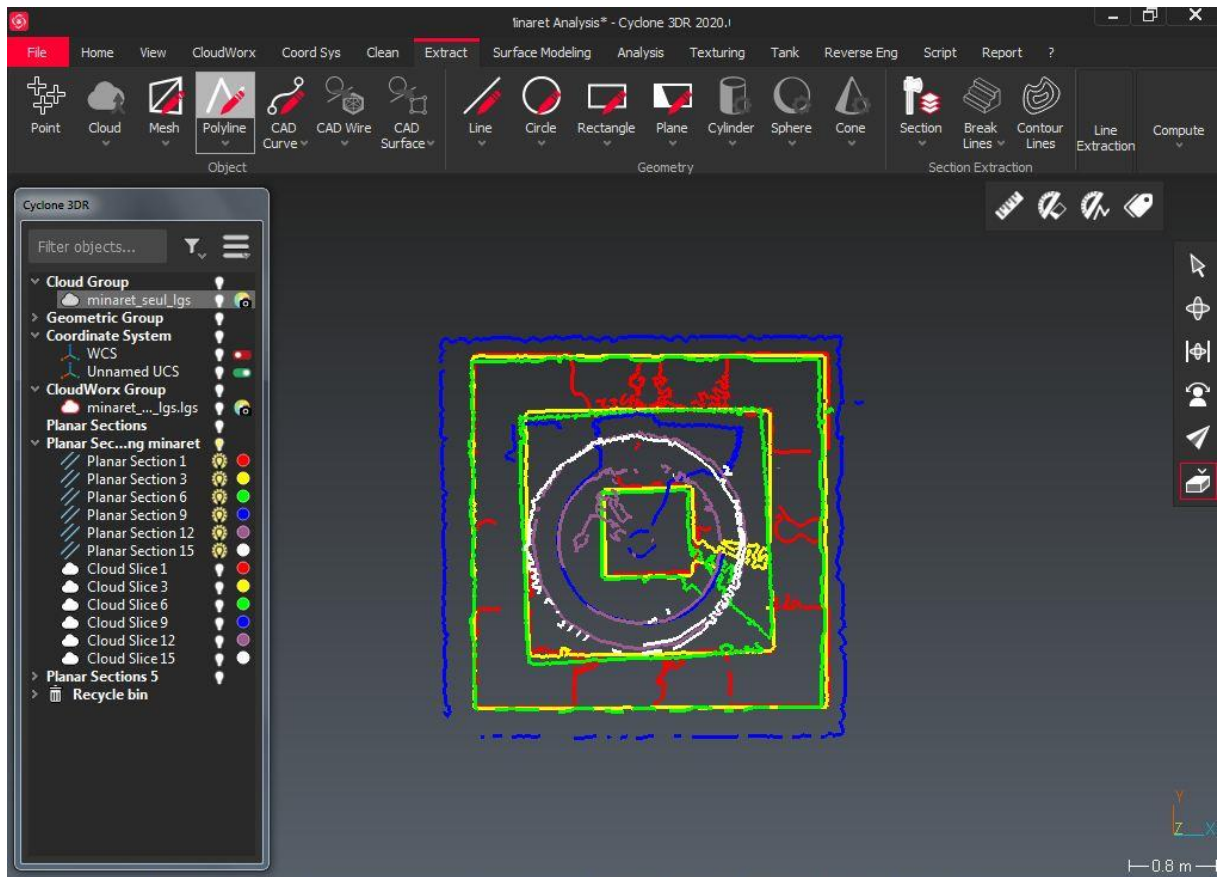 linaret Analysis* - Cyclone 3DR 2020.
File Home View CloudWorx Coord Sys Clean Extract Surface Modeling Analysis Texturing Tank Reverse Eng Script Report ?
Point Cloud Mesh Polyline CAD Curve CAD Wire CAD Surface Line Circle Rectangle Plane Cylinder Sphere Cone Section Break Lines Contour Lines Line Extraction Compute
Object Geometry Section Extraction
Cyclone 3DR
Filter objects...
Cloud Group
minaret_seul_lgs
Geometric Group
Coordinate System
WCS
Unnamed UCS
CloudWorx Group
minaret_..._lgs.lgs
Planar Sections
Planar Sec...ng minaret
Planar Section 1
Planar Section 3
Planar Section 6
Planar Section 9
Planar Section 12
Planar Section 15
Cloud Slice 1
Cloud Slice 3
Cloud Slice 6
Cloud Slice 9
Cloud Slice 12
Cloud Slice 15
Planar Sections 5
Recycle bin
Y
Z X
0.8 m